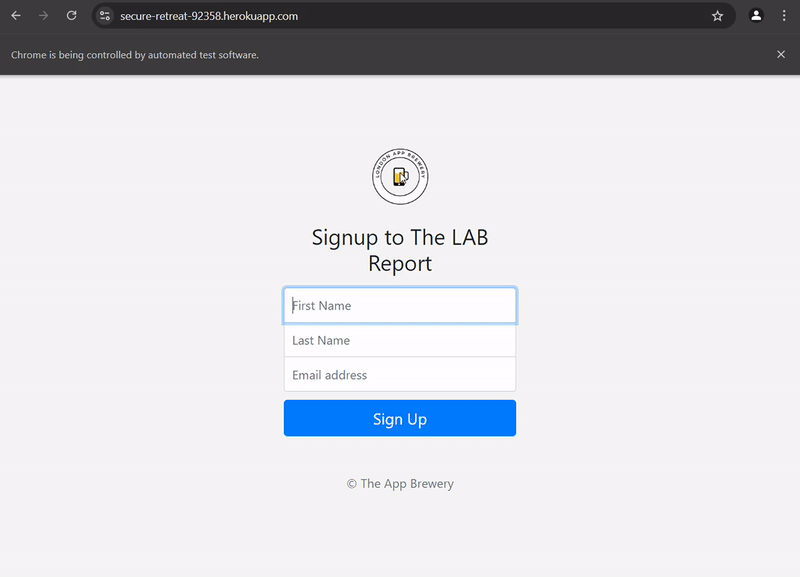 secure-retreat-92358.herokuapp.com
Chrome is being controlled by automated test software.
LONDON APP BREWERY
Signup to The LAB
Report
First Name
Last Name
Email address
Sign Up
© The App Brewery